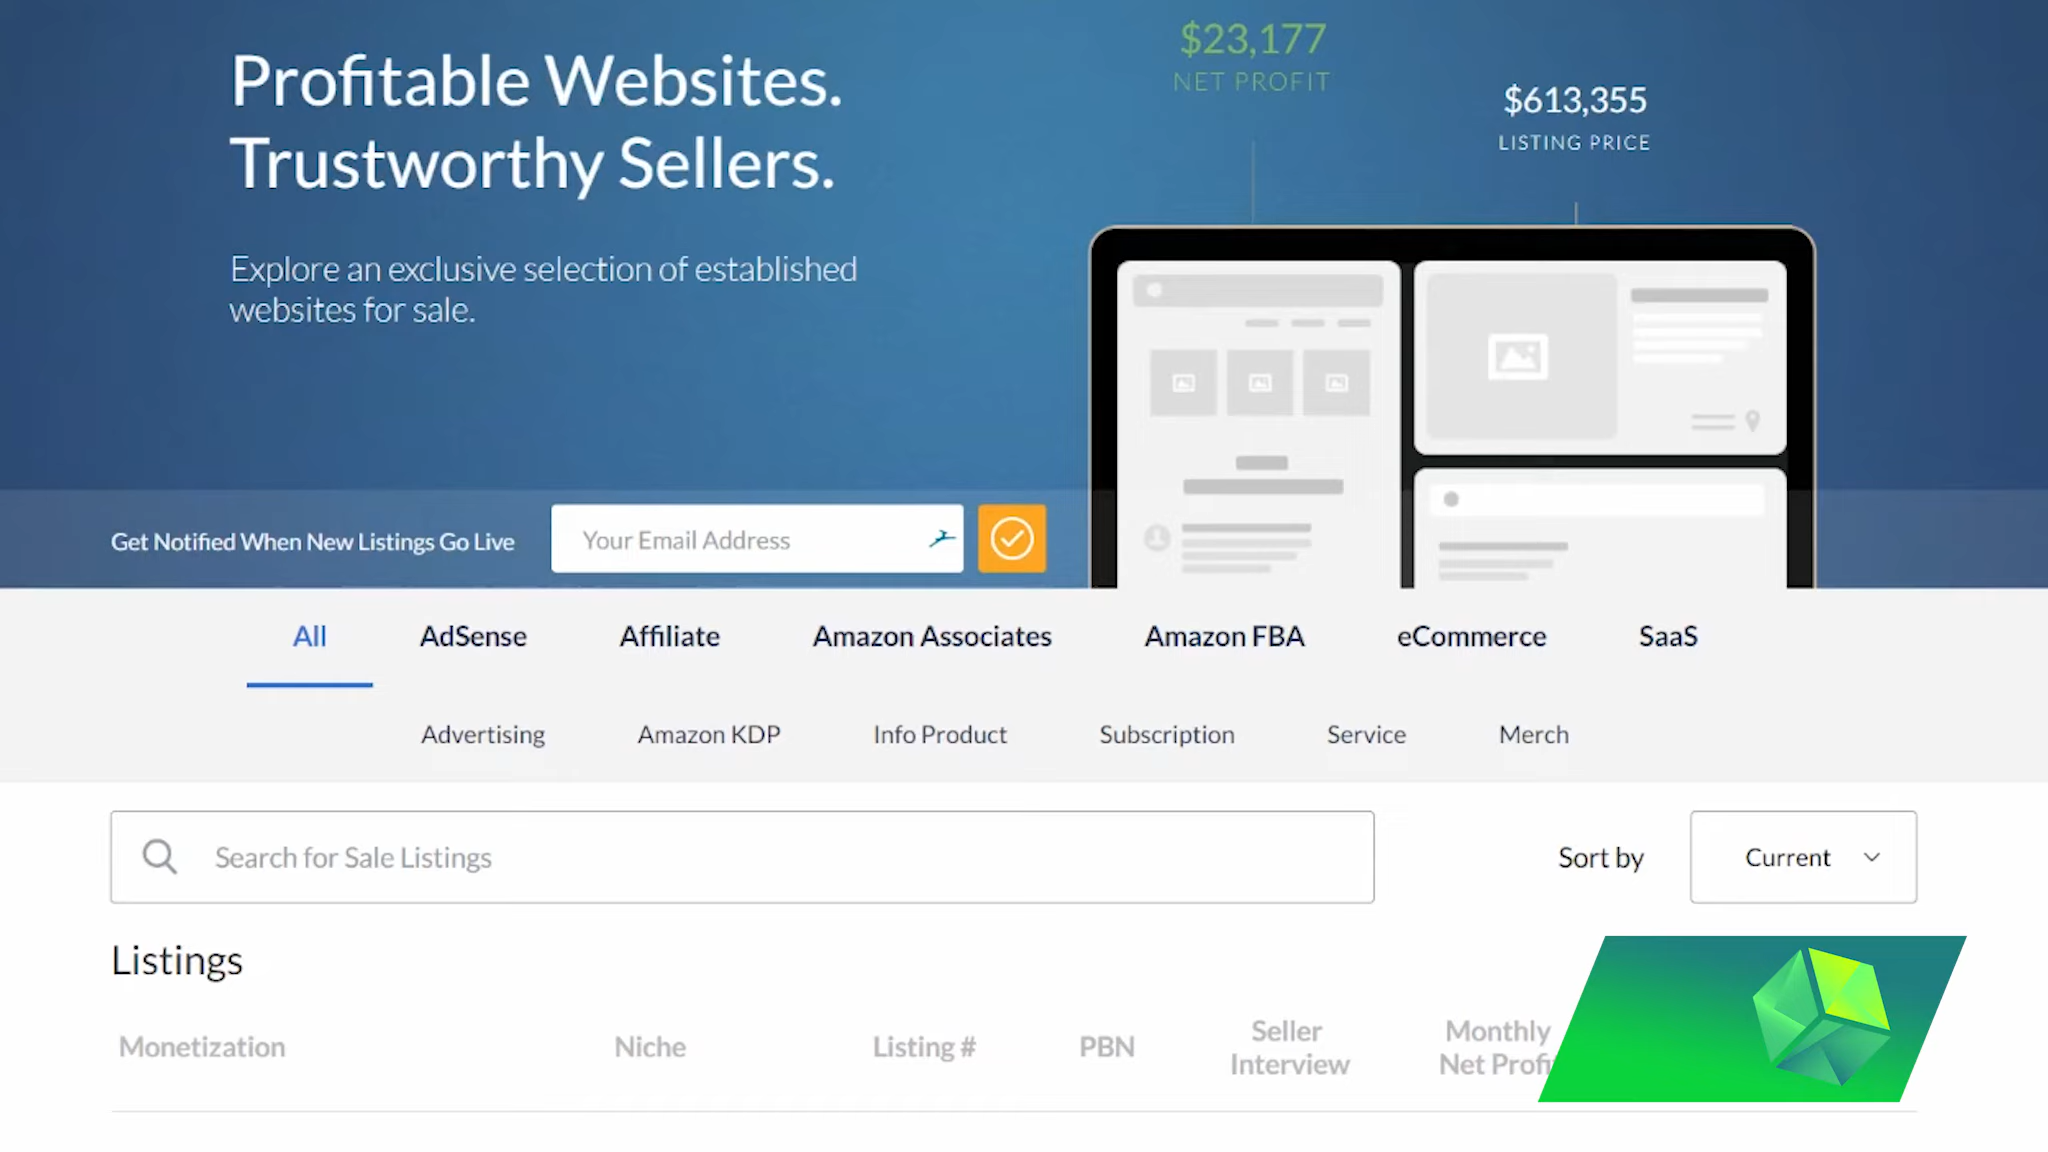 Profitable Websites.
Trustworthy Sellers.
Explore an exclusive selection of established
websites for sale.
$23,177
NET PROFIT
$613,355
LISTING PRICE
Get Notified When New Listings Go Live
Your Email Address
All AdSense Affiliate Amazon Associates Amazon FBA eCommerce SaaS
Advertising Amazon KDP Info Product Subscription Service Merch
Search for Sale Listings
Sort by
Current
Listings
Monetization Niche Listing # PBN
Seller
Interview
Monthly
Net